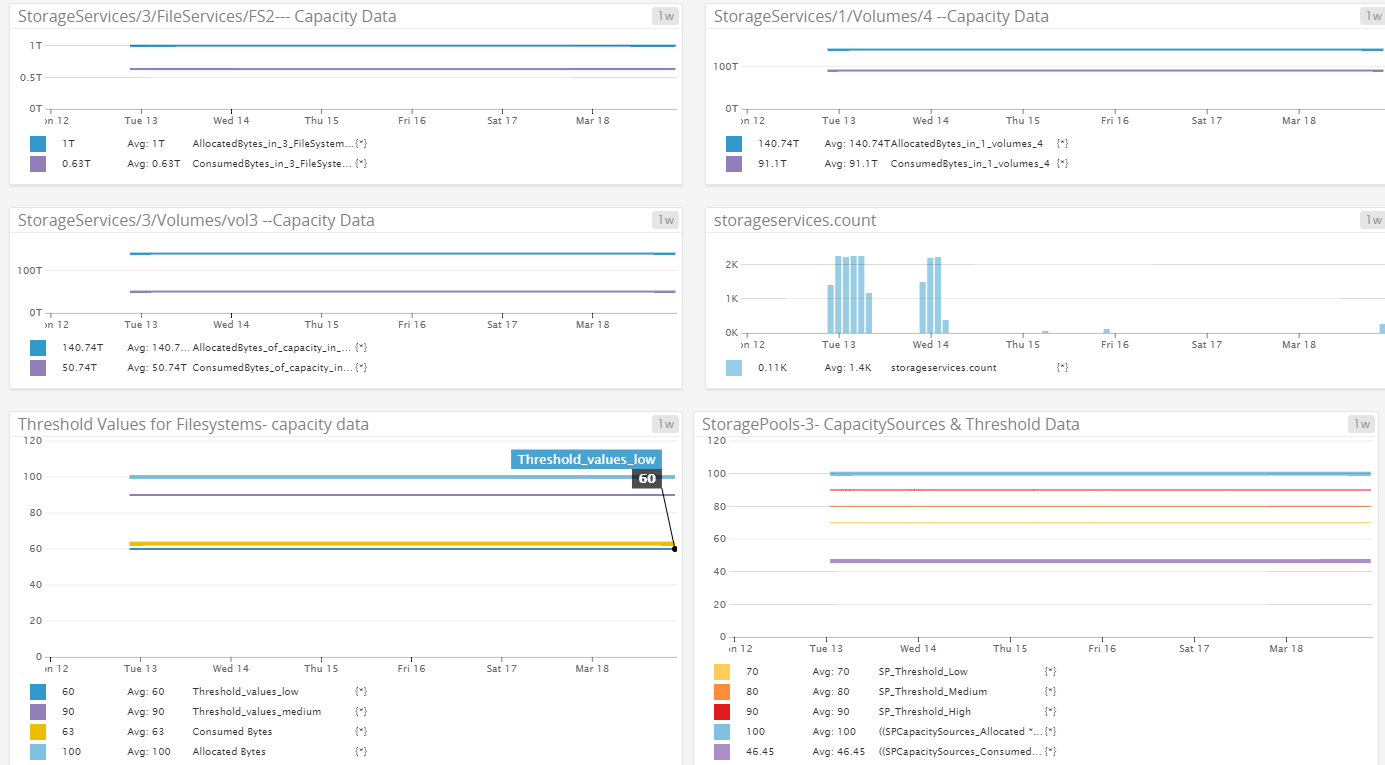 StorageServices/3/FileServices/FS2--- Capacity Data 1w
1T
0.5T
0T
on 12 Tue 13 Wed 14 Thu 15 Fri 16 Sat 17 Mar 18
1T Avg: 1T AllocatedBytes_in_3_FileSystem... {*}
0.63T Avg: 0.63T ConsumedBytes_in_3_FileSyste... {*}
StorageServices/1/Volumes/4 --Capacity Data 1w
100T
0T
on 12 Tue 13 Wed 14 Thu 15 Fri 16 Sat 17 Mar 18
140.74T Avg: 140.74T AllocatedBytes_in_1_volumes_4 {*}
91.1T Avg: 91.1T ConsumedBytes_in_1_volumes_4 {*}
StorageServices/3/Volumes/vol3 --Capacity Data 1w
100T
0T
on 12 Tue 13 Wed 14 Thu 15 Fri 16 Sat 17 Mar 18
140.74T Avg: 140.7... AllocatedBytes_of_capacity_in_... {*}
50.74T Avg: 50.74T ConsumedBytes_of_capacity_in... {*}
storageservices.count 1w
2K
1K
0K
on 12 Tue 13 Wed 14 Thu 15 Fri 16 Sat 17 Mar 18
0.11K Avg: 1.4K storageservices.count {*}
Threshold Values for Filesystems- capacity data 1w
120
100
80
60
40
20
0
Threshold_values_low
60
on 12 Tue 13 Wed 14 Thu 15 Fri 16 Sat 17 Mar 18
60 Avg: 60 Threshold_values_low {*}
90 Avg: 90 Threshold_values_medium {*}
63 Avg: 63 Consumed Bytes {*}
100 Avg: 100 Allocated Bytes {*}
StoragePools-3- CapacitySources & Threshold Data 1w
120
100
80
60
40
20
0
on 12 Tue 13 Wed 14 Thu 15 Fri 16 Sat 17 Mar 18
70 Avg: 70 SP_Threshold_Low {*}
80 Avg: 80 SP_Threshold_Medium {*}
90 Avg: 90 SP_Threshold_High {*}
100 Avg: 100 ((SPCapacitySources_Allocated *... {*}
46.45 Avg: 46.45 ((SPCapacitySources_Consumed... {*}